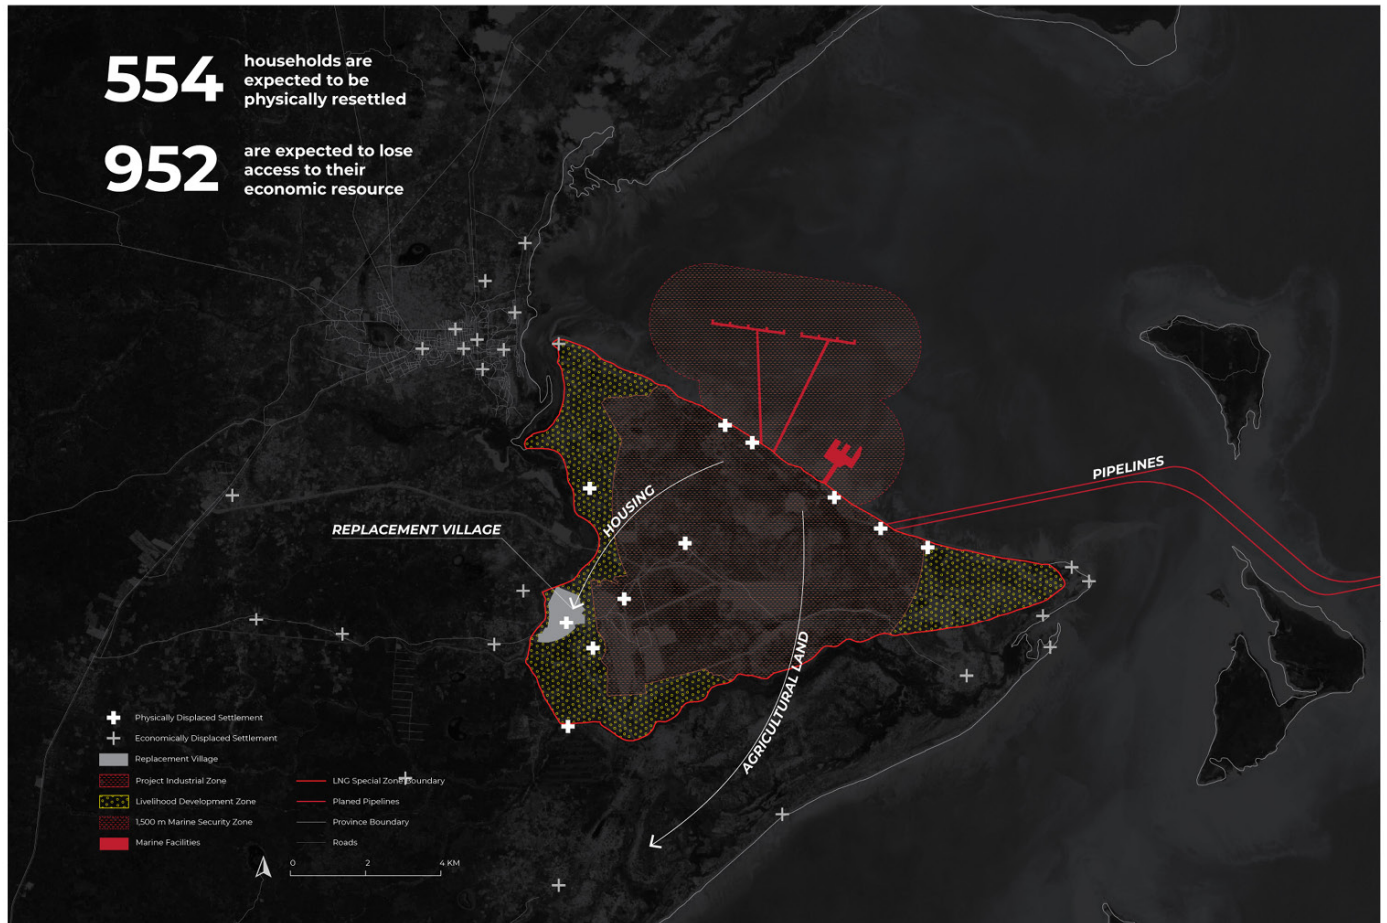 554
households are
expected to be
physically resettled
952
are expected to lose
access to their
economic resource
PIPELINES
HOUSING
REPLACEMENT VILLAGE
AGRICULTURAL LAND
Physically Displaced Settlement
Economically Displaced Settlement
Replacement Village
Project Industrial Zone
Livelihood Development Zone
1,500 m Marine Security Zone
Marine Facilities
LNG Special Zone Boundary
Planed Pipelines
Province Boundary
Roads
0 2 4 KM